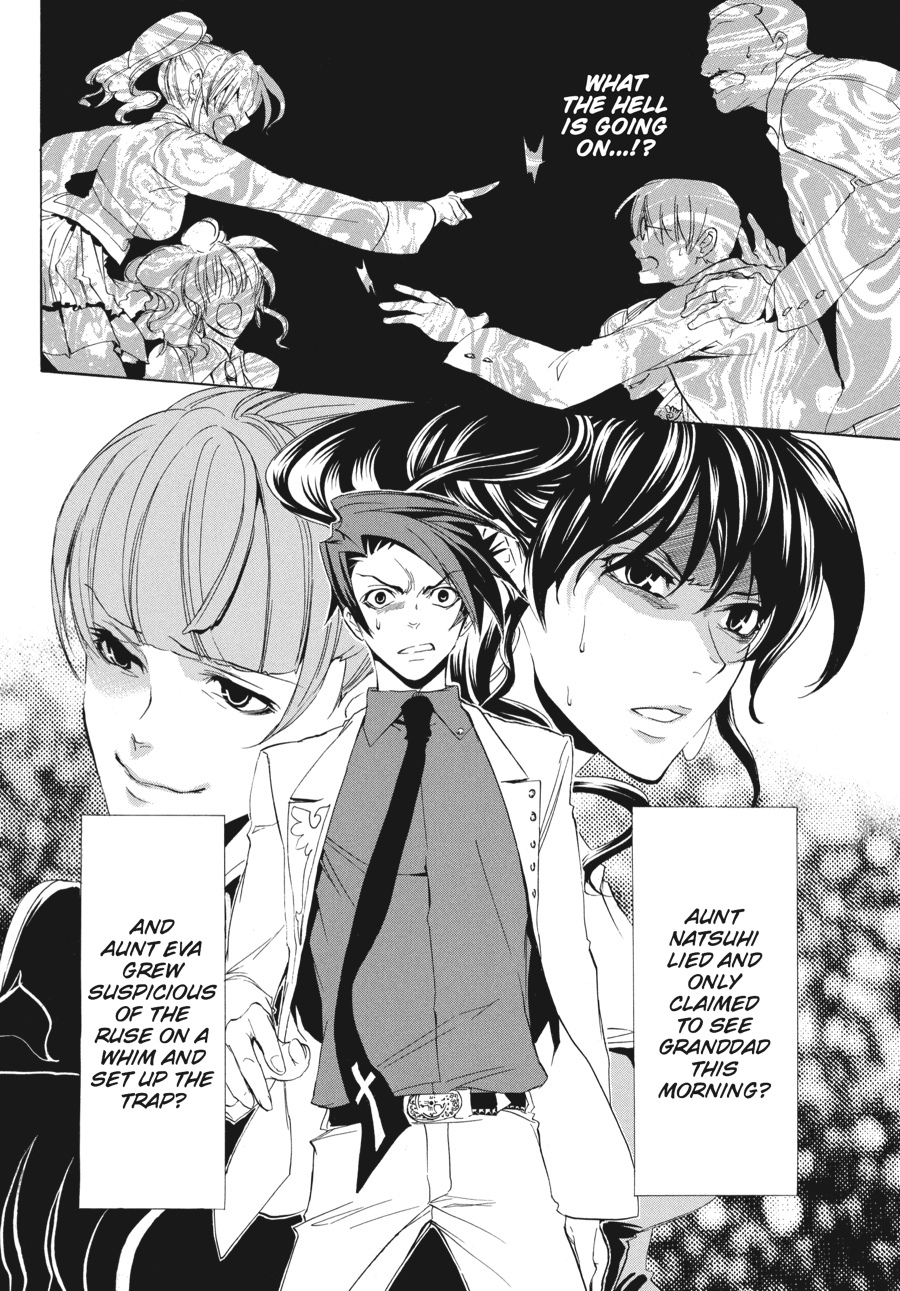 WHAT
THE HELL
IS GOING
ON...!?
AUNT
NATSUHI
LIED AND
ONLY
CLAIMED
TO SEE
GRANDDAD
THIS
MORNING?
AND
AUNT EVA
GREW
SUSPICIOUS
OF THE
RUSE ON A
WHIM AND
SET UP THE
TRAP?